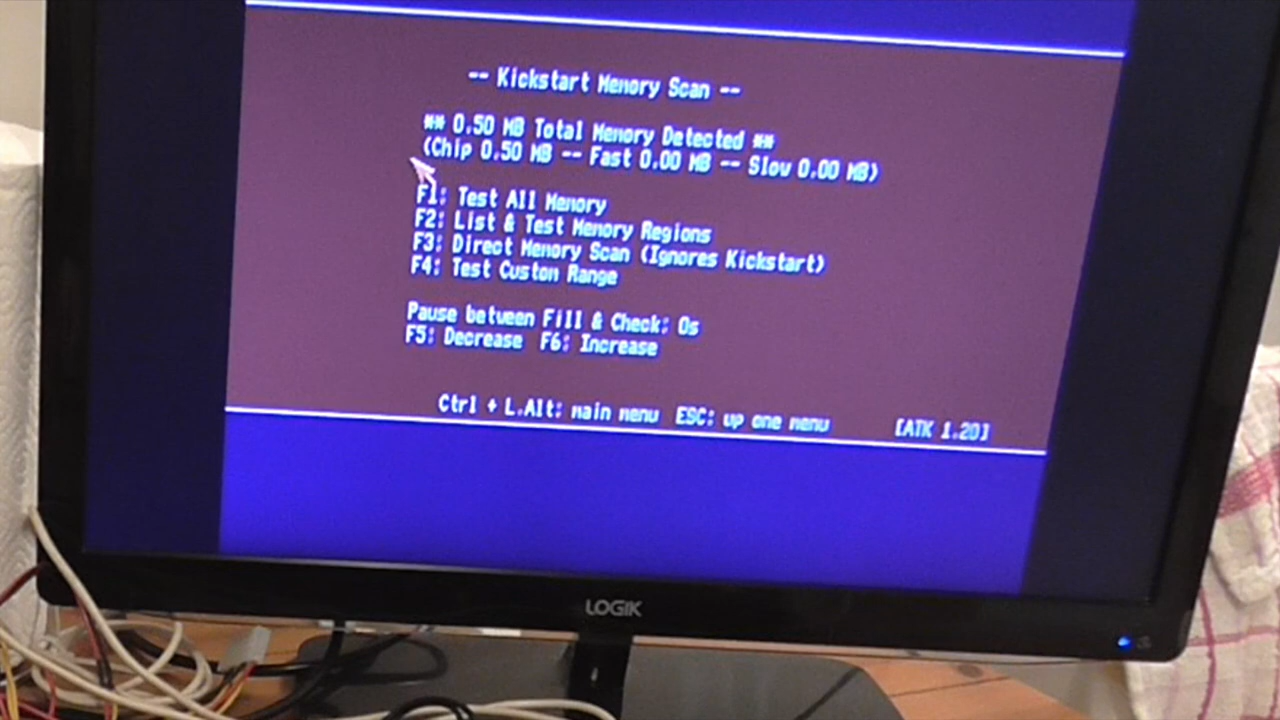 -- Kickstart Memory Scan --
** 0.50 MB Total Memory Detected **
(Chip 0.50 MB -- Fast 0.00 MB -- Slow 0.00 MB)
F1: Test All Memory
F2: List & Test Memory Regions
F3: Direct Memory Scan (Ignores Kickstart)
F4: Test Custom Range
Pause between Fill & Check: 0s
F5: Decrease F6: Increase
Ctrl + L.Alt: main menu ESC: up one menu [ATK 1.20]
LOGIK